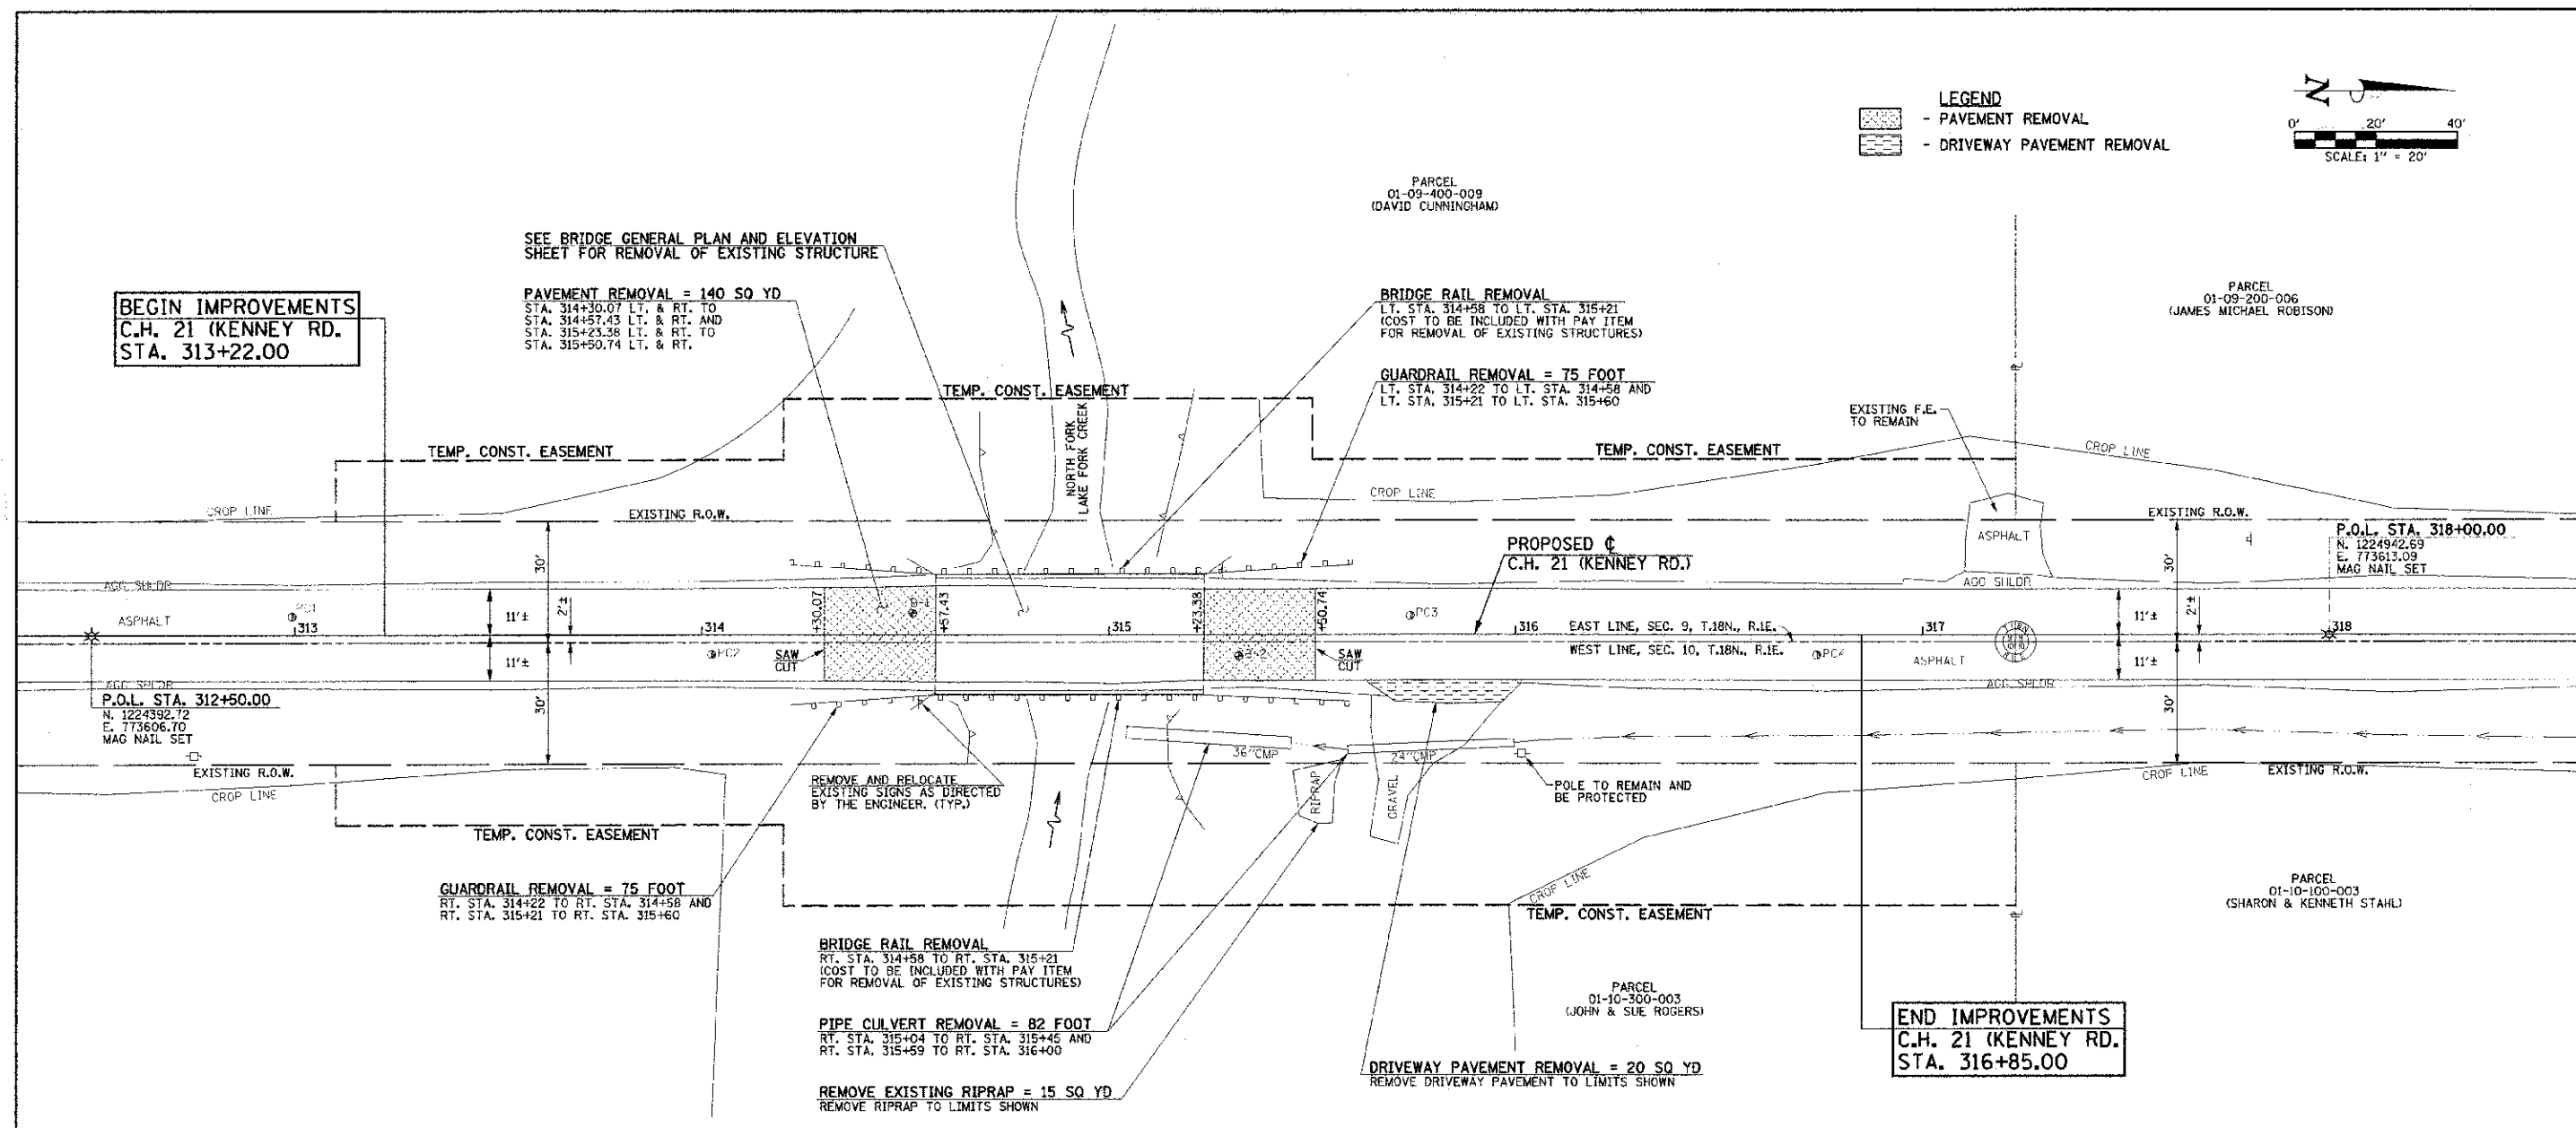 LEGEND
- PAVEMENT REMOVAL
- DRIVEWAY PAVEMENT REMOVAL
N
0' 20' 40'
SCALE: 1" = 20'
PARCEL
01-09-400-009
(DAVID CUNNINGHAM)
SEE BRIDGE GENERAL PLAN AND ELEVATION
SHEET FOR REMOVAL OF EXISTING STRUCTURE
BEGIN IMPROVEMENTS
C.H. 21 (KENNEY RD.
STA. 313+22.00
PAVEMENT REMOVAL = 140 SQ YD
STA. 314+30.07 LT. & RT. TO
STA. 314+57.43 LT. & RT. AND
STA. 315+23.38 LT. & RT. TO
STA. 315+50.74 LT. & RT.
BRIDGE RAIL REMOVAL
LT. STA. 314+58 TO LT. STA. 315+21
(COST TO BE INCLUDED WITH PAY ITEM
FOR REMOVAL OF EXISTING STRUCTURES)
PARCEL
01-09-200-006
(JAMES MICHAEL ROBISON)
GUARDRAIL REMOVAL = 75 FOOT
LT. STA. 314+22 TO LT. STA. 314+58 AND
LT. STA. 315+21 TO LT. STA. 315+60
TEMP. CONST. EASEMENT
TEMP. CONST. EASEMENT
TEMP. CONST. EASEMENT
NORTH FORK
LAKE FORK CREEK
EXISTING F.E.
TO REMAIN
CROP LINE
CROP LINE
CROP LINE
EXISTING R.O.W.
EXISTING R.O.W.
ASPHALT
P.O.L. STA. 318+00.00
N. 1224942.69
E. 773613.09
MAG NAIL SET
PROPOSED ℄
C.H. 21 (KENNEY RD.)
30'
30'
AGG SHLDR
AGG SHLDR
PC1
ASPHALT
313
11'±
2'±
314
+30.07
B-1
+57.43
315
+23.38
+50.74
PC3
316
EAST LINE, SEC. 9, T.18N., R.1E.
WEST LINE, SEC. 10, T.18N., R.1E.
317
11'±
2'±
318
11'±
PC2
SAW
CUT
B-2
SAW
CUT
PC4
ASPHALT
11'±
AGG SHLDR
AGG SHLDR
P.O.L. STA. 312+50.00
N. 1224392.72
E. 773606.70
MAG NAIL SET
30'
30'
36"CMP
24"CMP
RIPRAP
GRAVEL
EXISTING R.O.W.
EXISTING R.O.W.
CROP LINE
CROP LINE
REMOVE AND RELOCATE
EXISTING SIGNS AS DIRECTED
BY THE ENGINEER. (TYP.)
POLE TO REMAIN AND
BE PROTECTED
TEMP. CONST. EASEMENT
CROP LINE
TEMP. CONST. EASEMENT
GUARDRAIL REMOVAL = 75 FOOT
RT. STA. 314+22 TO RT. STA. 314+58 AND
RT. STA. 315+21 TO RT. STA. 315+60
PARCEL
01-10-100-003
(SHARON & KENNETH STAHL)
BRIDGE RAIL REMOVAL
RT. STA. 314+58 TO RT. STA. 315+21
(COST TO BE INCLUDED WITH PAY ITEM
FOR REMOVAL OF EXISTING STRUCTURES)
PARCEL
01-10-300-003
(JOHN & SUE ROGERS)
PIPE CULVERT REMOVAL = 82 FOOT
RT. STA. 315+04 TO RT. STA. 315+45 AND
RT. STA. 315+59 TO RT. STA. 316+00
END IMPROVEMENTS
C.H. 21 (KENNEY RD.
STA. 316+85.00
DRIVEWAY PAVEMENT REMOVAL = 20 SQ YD
REMOVE DRIVEWAY PAVEMENT TO LIMITS SHOWN
REMOVE EXISTING RIPRAP = 15 SQ YD
REMOVE RIPRAP TO LIMITS SHOWN